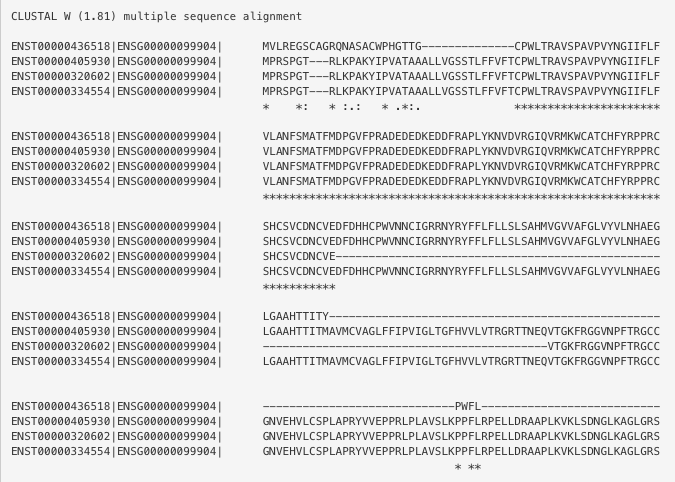 CLUSTAL W (1.81) multiple sequence alignment
ENST00000436518|ENSG00000099904|      MVLREGSCAGRQNASACWPHGTTG--------------CPWLTRAVSPAVPVYNGIIFLF
ENST00000405930|ENSG00000099904|      MPRSPGT---RLKPAKYIPVATAAALLVGSSTLFFVFTCPWLTRAVSPAVPVYNGIIFLF
ENST00000320602|ENSG00000099904|      MPRSPGT---RLKPAKYIPVATAAALLVGSSTLFFVFTCPWLTRAVSPAVPVYNGIIFLF
ENST00000334554|ENSG00000099904|      MPRSPGT---RLKPAKYIPVATAAALLVGSSTLFFVFTCPWLTRAVSPAVPVYNGIIFLF
                                      *    *:   * :.:   * .*:.              **********************
ENST00000436518|ENSG00000099904|      VLANFSMATFMDPGVFPRADEDEDKEDDFRAPLYKNVDVRGIQVRMKWCATCHFYRPPRC
ENST00000405930|ENSG00000099904|      VLANFSMATFMDPGVFPRADEDEDKEDDFRAPLYKNVDVRGIQVRMKWCATCHFYRPPRC
ENST00000320602|ENSG00000099904|      VLANFSMATFMDPGVFPRADEDEDKEDDFRAPLYKNVDVRGIQVRMKWCATCHFYRPPRC
ENST00000334554|ENSG00000099904|      VLANFSMATFMDPGVFPRADEDEDKEDDFRAPLYKNVDVRGIQVRMKWCATCHFYRPPRC
                                      ************************************************************
ENST00000436518|ENSG00000099904|      SHCSVCDNCVEDFDHHCPWVNNCIGRRNYRYFFLFLLSLSAHMVGVVAFGLVYVLNHAEG
ENST00000405930|ENSG00000099904|      SHCSVCDNCVEDFDHHCPWVNNCIGRRNYRYFFLFLLSLSAHMVGVVAFGLVYVLNHAEG
ENST00000320602|ENSG00000099904|      SHCSVCDNCVE-------------------------------------------------
ENST00000334554|ENSG00000099904|      SHCSVCDNCVEDFDHHCPWVNNCIGRRNYRYFFLFLLSLSAHMVGVVAFGLVYVLNHAEG
                                      ***********
ENST00000436518|ENSG00000099904|      LGAAHTTITY--------------------------------------------------
ENST00000405930|ENSG00000099904|      LGAAHTTITMAVMCVAGLFFIPVIGLTGFHVVLVTRGRTTNEQVTGKFRGGVNPFTRGCC
ENST00000320602|ENSG00000099904|      -------------------------------------------VTGKFRGGVNPFTRGCC
ENST00000334554|ENSG00000099904|      LGAAHTTITMAVMCVAGLFFIPVIGLTGFHVVLVTRGRTTNEQVTGKFRGGVNPFTRGCC
ENST00000436518|ENSG00000099904|      -----------------------------PWFL---------------------------
ENST00000405930|ENSG00000099904|      GNVEHVLCSPLAPRYVVEPPRLPLAVSLKPPFLRPELLDRAAPLKVKLSDNGLKAGLGRS
ENST00000320602|ENSG00000099904|      GNVEHVLCSPLAPRYVVEPPRLPLAVSLKPPFLRPELLDRAAPLKVKLSDNGLKAGLGRS
ENST00000334554|ENSG00000099904|      GNVEHVLCSPLAPRYVVEPPRLPLAVSLKPPFLRPELLDRAAPLKVKLSDNGLKAGLGRS
                                                                   * **